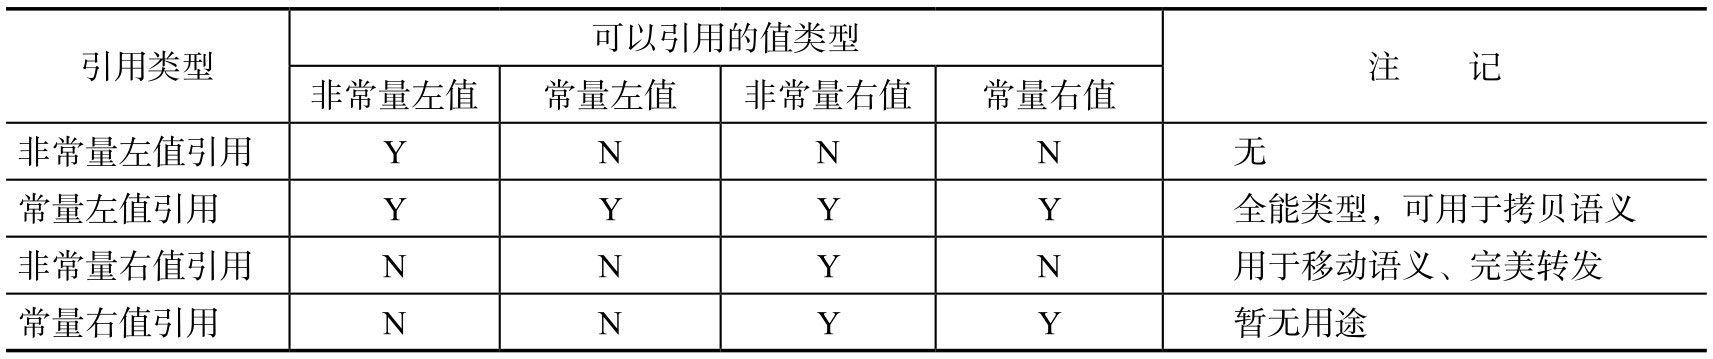 引用类型 可以引用的值类型 注 记
非常量左值 常量左值 非常量右值 常量右值
非常量左值引用 Y N N N 无
常量左值引用 Y Y Y Y 全能类型，可用于拷贝语义
非常量右值引用 N N Y N 用于移动语义、完美转发
常量右值引用 N N Y Y 暂无用途